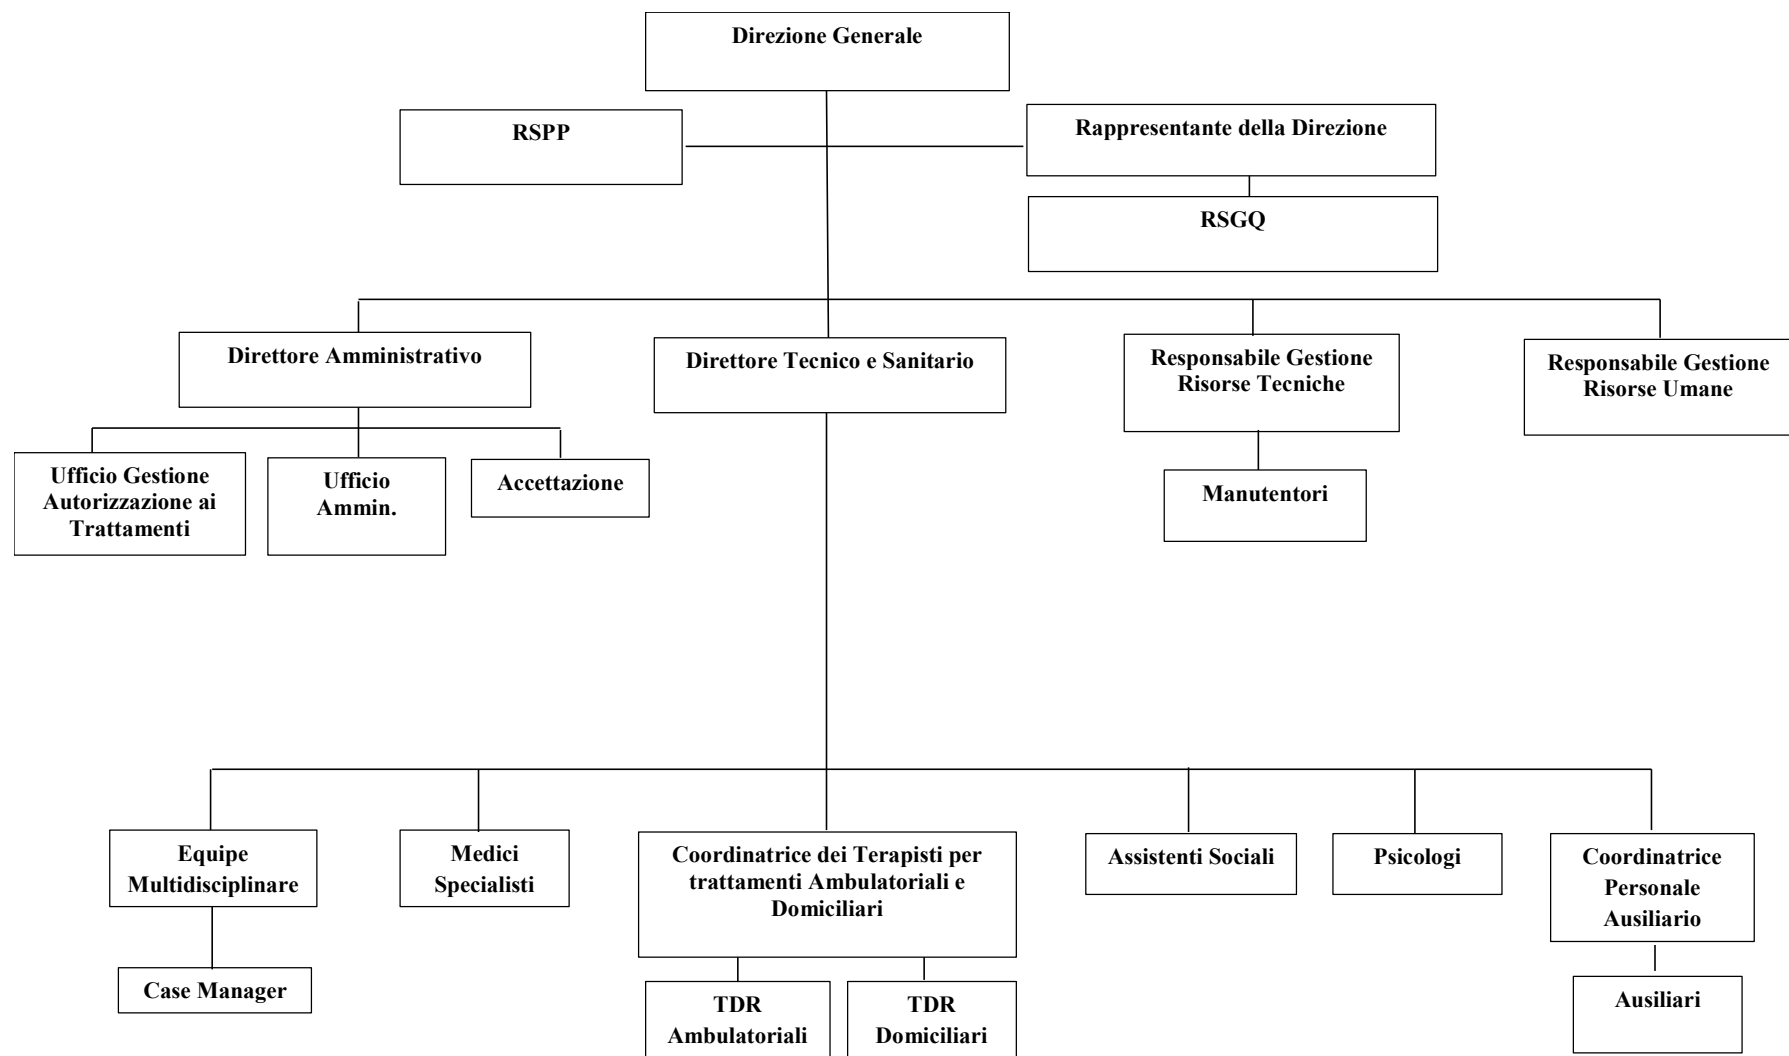 Direzione Generale
RSPP
Rappresentante della Direzione
RSGQ
Direttore Amministrativo
Direttore Tecnico e Sanitario
Responsabile Gestione
Risorse Tecniche
Responsabile Gestione
Risorse Umane
Ufficio Gestione
Autorizzazione ai
Trattamenti
Ufficio
Ammin.
Accettazione
Manutentori
Equipe
Multidisciplinare
Medici
Specialisti
Coordinatrice dei Terapisti per
trattamenti Ambulatoriali e
Domiciliari
Assistenti Sociali
Psicologi
Coordinatrice
Personale
Ausiliario
Case Manager
TDR
Ambulatoriali
TDR
Domiciliari
Ausiliari